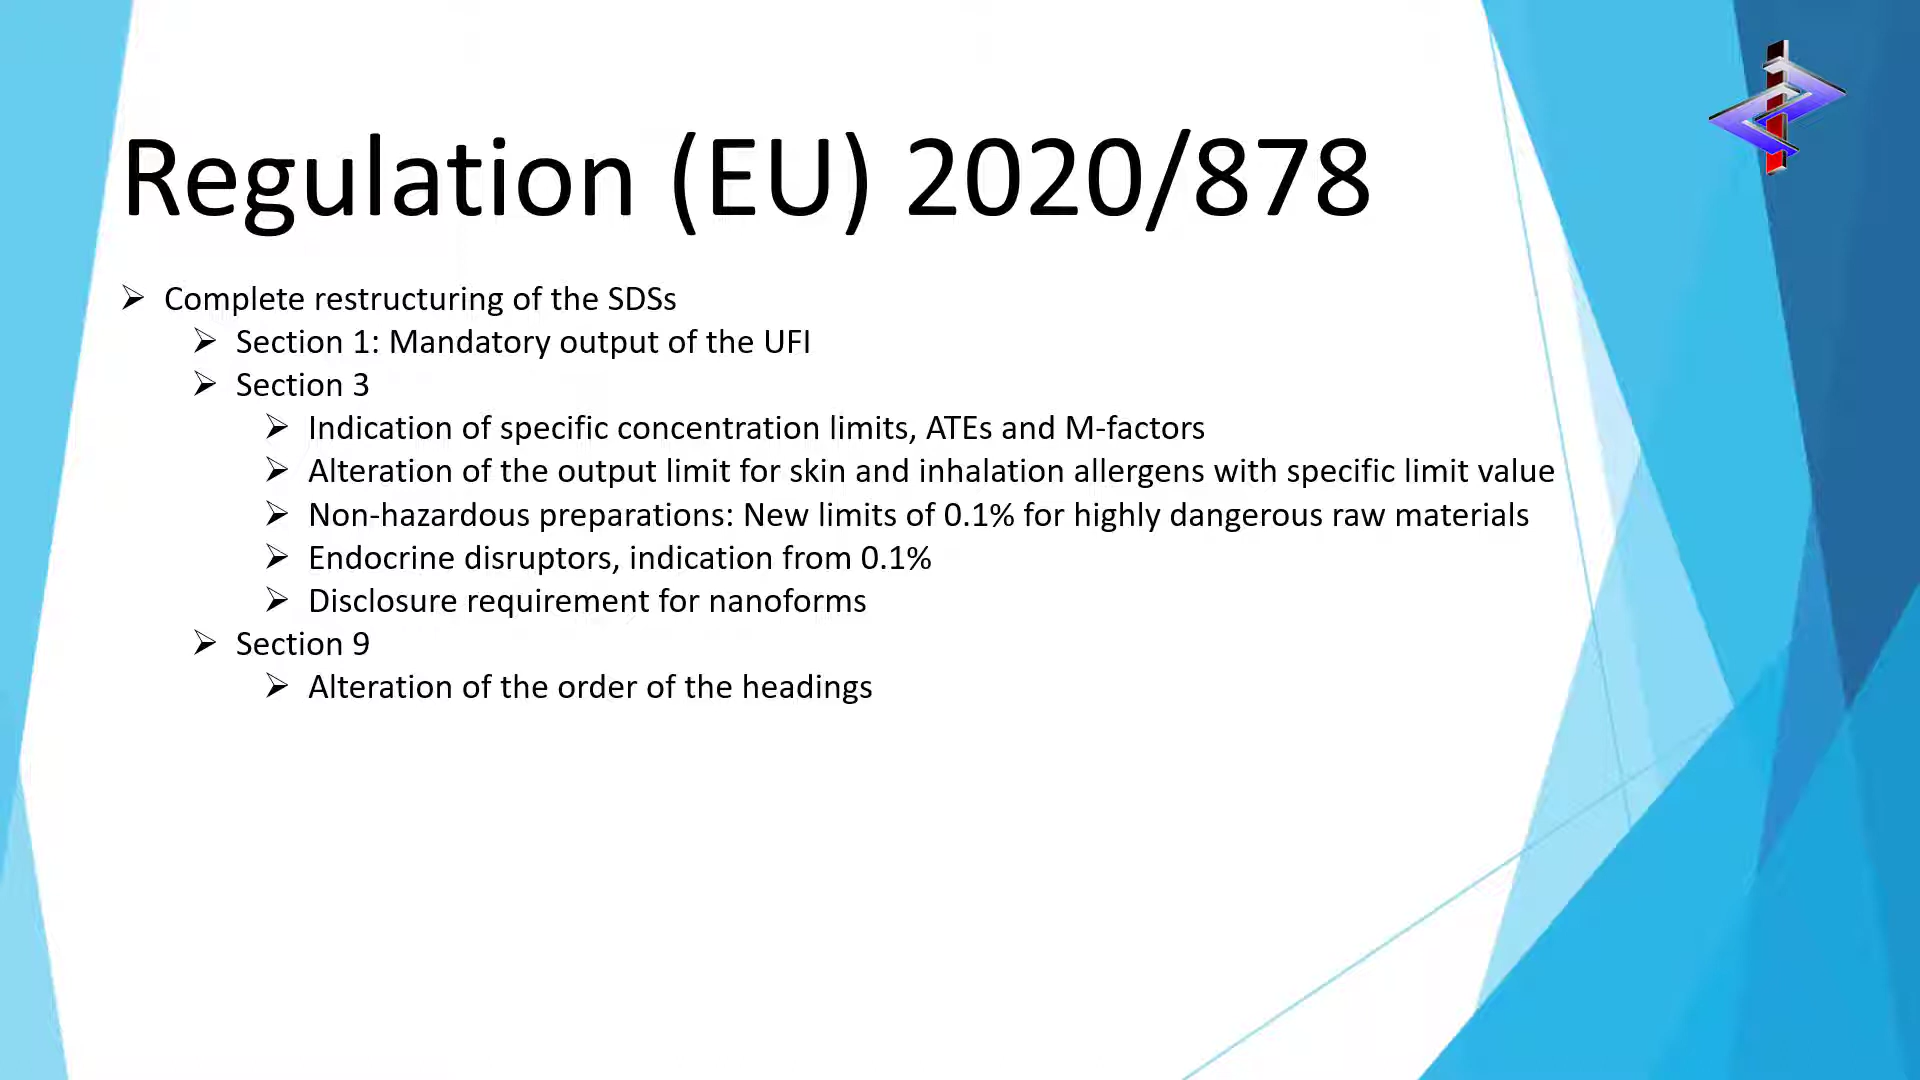 Regulation (EU) 2020/878
Complete restructuring of the SDSs
Section 1: Mandatory output of the UFI
Section 3
Indication of specific concentration limits, ATEs and M-factors
Alteration of the output limit for skin and inhalation allergens with specific limit value
Non-hazardous preparations: New limits of 0.1% for highly dangerous raw materials
Endocrine disruptors, indication from 0.1%
Disclosure requirement for nanoforms
Section 9
Alteration of the order of the headings